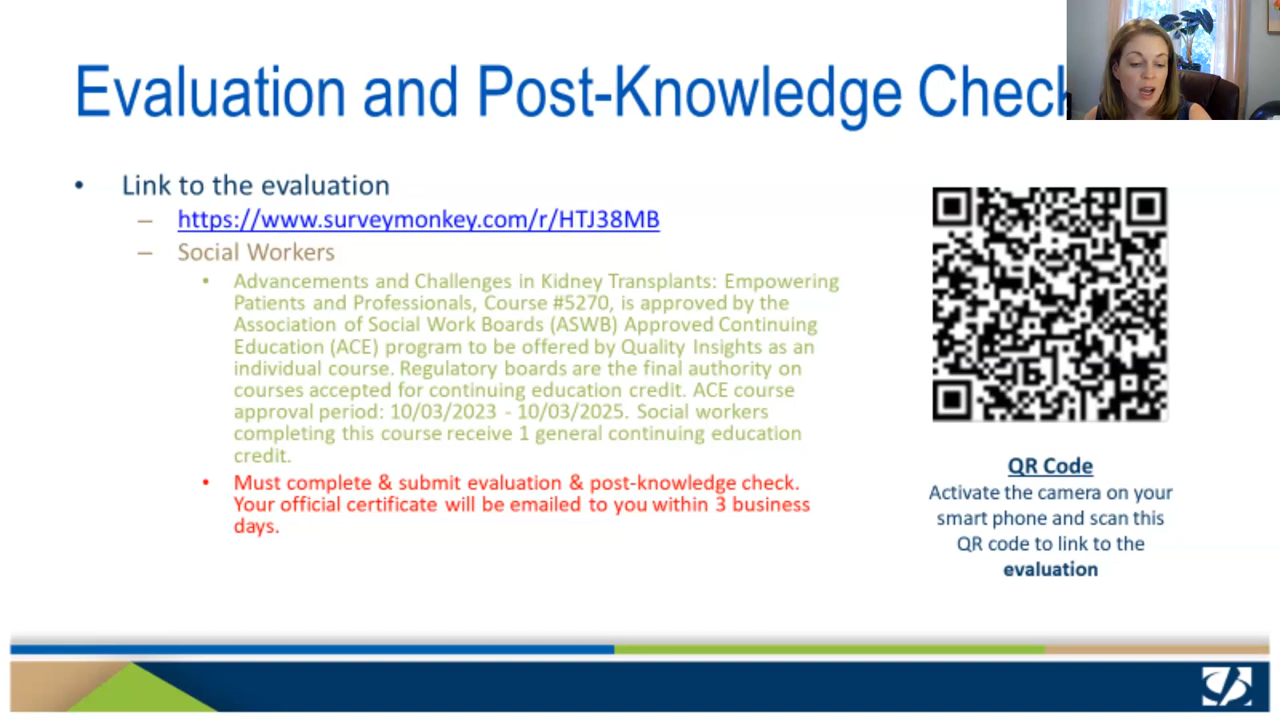 Evaluation and Post-Knowledge Check
• Link to the evaluation
– https://www.surveymonkey.com/r/HTJ38MB
– Social Workers
• Advancements and Challenges in Kidney Transplants: Empowering
Patients and Professionals, Course #5270, is approved by the
Association of Social Work Boards (ASWB) Approved Continuing
Education (ACE) program to be offered by Quality Insights as an
individual course. Regulatory boards are the final authority on
courses accepted for continuing education credit. ACE course
approval period: 10/03/2023 - 10/03/2025. Social workers
completing this course receive 1 general continuing education
credit.
• Must complete & submit evaluation & post-knowledge check.
Your official certificate will be emailed to you within 3 business
days.
QR Code
Activate the camera on your
smart phone and scan this
QR code to link to the
evaluation